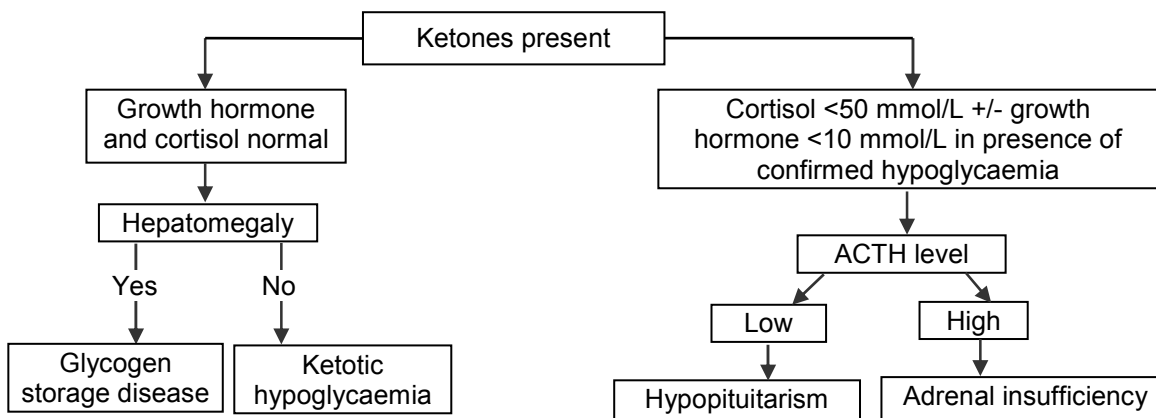 Ketones present
Growth hormone
and cortisol normal
Cortisol <50 mmol/L +/- growth
hormone <10 mmol/L in presence of
confirmed hypoglycaemia
Hepatomegaly
ACTH level
Yes
No
Low
High
Glycogen
storage disease
Ketotic
hypoglycaemia
Hypopituitarism
Adrenal insufficiency